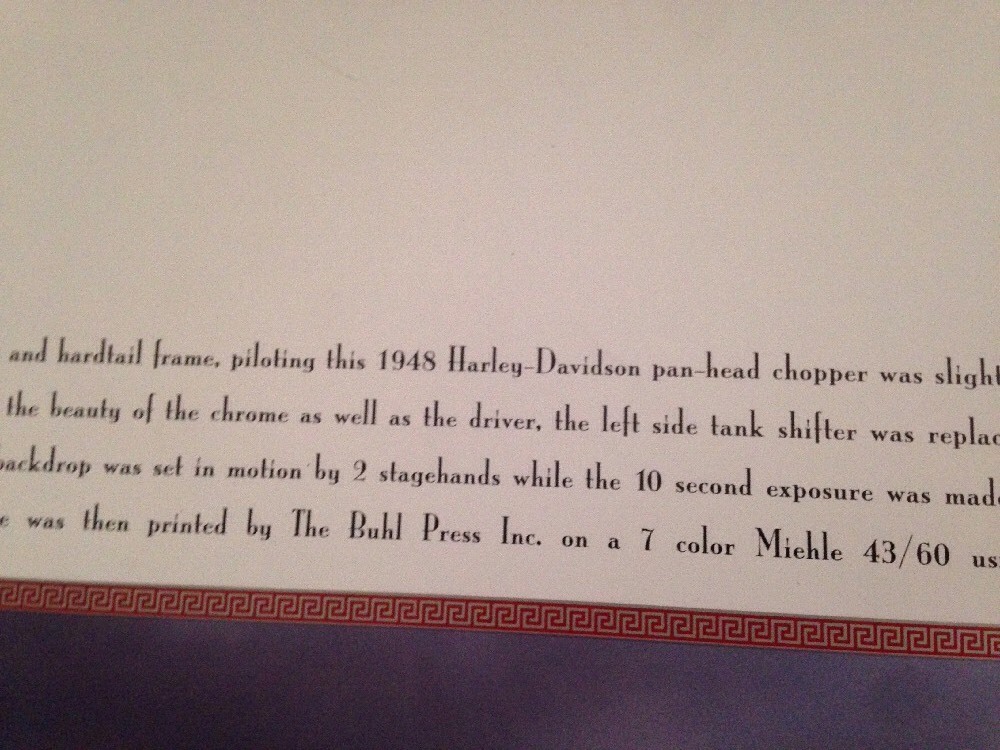 and hardtail frame, piloting this 1948 Harley-Davidson pan-head chopper was slight
the beauty of the chrome as well as the driver, the left side tank shifter was replac
backdrop was set in motion by 2 stagehands while the 10 second exposure was made
e was then printed by The Buhl Press Inc. on a 7 color Miehle 43/60 us